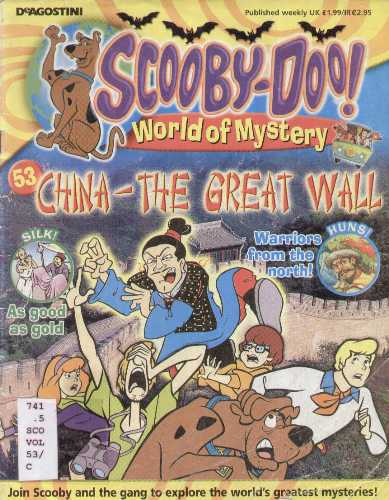 DeAGOSTINI
Published weekly UK £1.99/IR£2.95
SCOOBY-DOO!
World of Mystery
53
CHINA-THE GREAT WALL
SILK!
As good
as gold
Warriors
from the
north!
HUNS!
741
.5
SCO
VOL
53/
C
Join Scooby and the gang to explore the world's greatest mysteries!